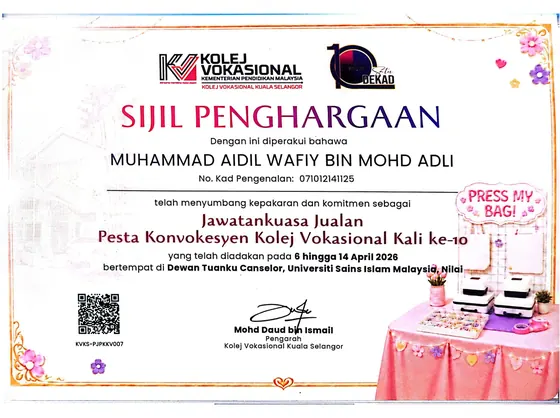 KOLEJ
VOKASIONAL
KEMENTERIAN PENDIDIKAN MALAYSIA
KOLEJ VOKASIONAL KUALA SELANGOR
10 Satu
DEKAD
SIJIL PENGHARGAAN
Dengan ini diperakui bahawa
MUHAMMAD AIDIL WAFIY BIN MOHD ADLI
No. Kad Pengenalan: 071012141125
telah menyumbang kepakaran dan komitmen sebagai
Jawatankuasa Jualan
Pesta Konvokesyen Kolej Vokasional Kali ke-10
yang telah diadakan pada 6 hingga 14 April 2026
bertempat di Dewan Tuanku Canselor, Universiti Sains Islam Malaysia, Nilai
PRESS MY
BAG!
KVKS-PJPKKV007
Mohd Daud bin Ismail
Pengarah
Kolej Vokasional Kuala Selangor